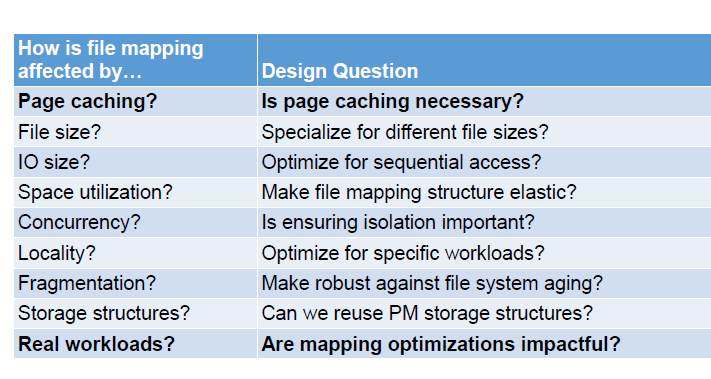 How is file mapping
affected by… Design Question
Page caching? Is page caching necessary?
File size? Specialize for different file sizes?
IO size? Optimize for sequential access?
Space utilization? Make file mapping structure elastic?
Concurrency? Is ensuring isolation important?
Locality? Optimize for specific workloads?
Fragmentation? Make robust against file system aging?
Storage structures? Can we reuse PM storage structures?
Real workloads? Are mapping optimizations impactful?